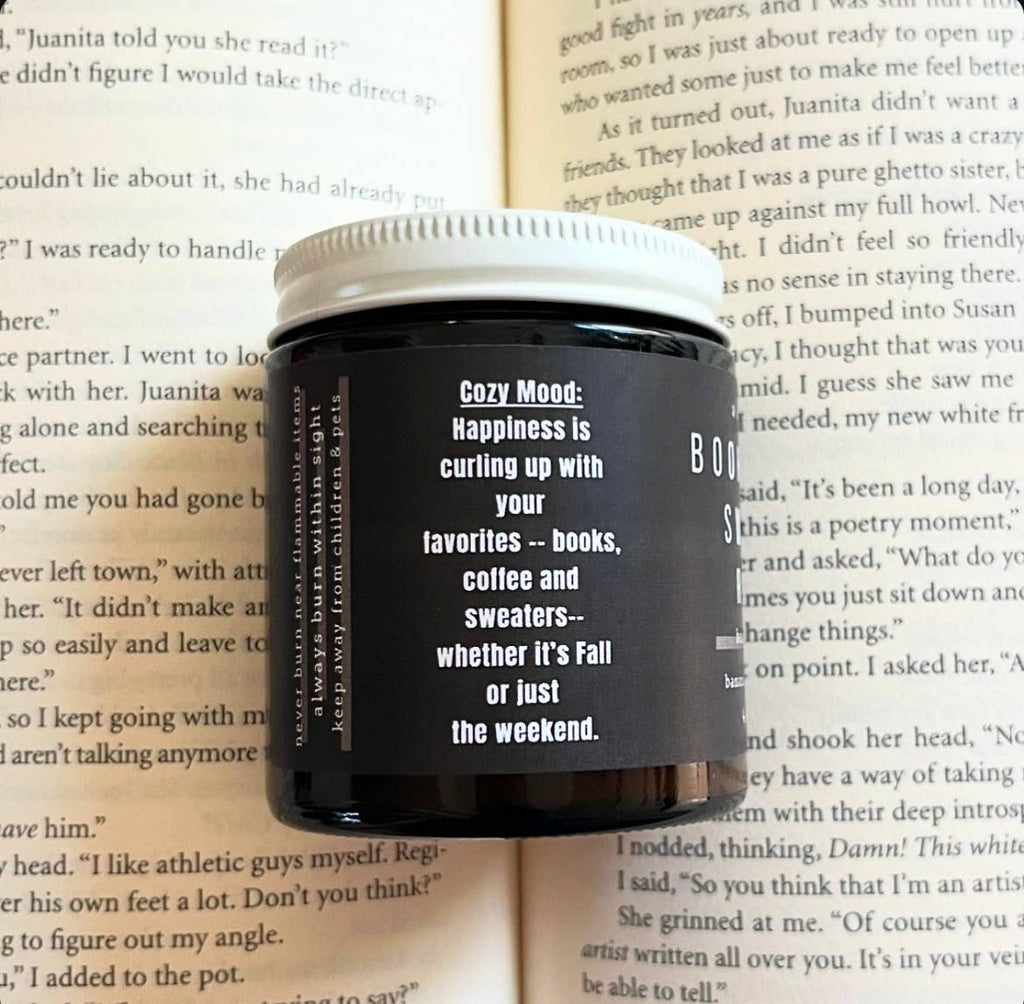 "Juanita told you she read it?"
e didn't figure I would take the direct ap-
couldn't lie about it, she had already put
?" I was ready to handle
here."
ce partner. I went to
k with her. Juanita
g alone and searching
fect.
old me you had gone
ever left town," with
her. "It didn't make
p so easily and leave to
here."
so I kept going with
d aren't talking anymore
ave him."
y head. "I like athletic guys myself. Regi-
er his own feet a lot. Don't you think?"
g to figure out my angle.
," I added to the pot.
to say?"
never burn near flammable items
always burn within sight
keep away from children & pets
Cozy Mood:
Happiness is
curling up with
your
favorites -- books,
coffee and
sweaters--
whether it's Fall
or just
the weekend.
BOO
good fight in years, and I was still hurt from
room, so I was just about ready to open up
who wanted some just to make me feel better
As it turned out, Juanita didn't want a
friends. They looked at me as if I was a crazy
they thought that I was a pure ghetto sister,
came up against my full howl.
ht. I didn't feel so friendly
as no sense in staying there.
s off, I bumped into Susan
cy, I thought that was you
mid. I guess she saw me
I needed, my new white
said, "It's been a long day,
this is a poetry moment,"
er and asked, "What do
mes you just sit down and
hange things."
on point. I asked her, "A
nd shook her head, "No
ey have a way of taking
em with their deep
I nodded, thinking, Damn! This white
I said, "So you think that I'm an artist
She grinned at me. "Of course you a
artist written all over you. It's in your
be able to tell."